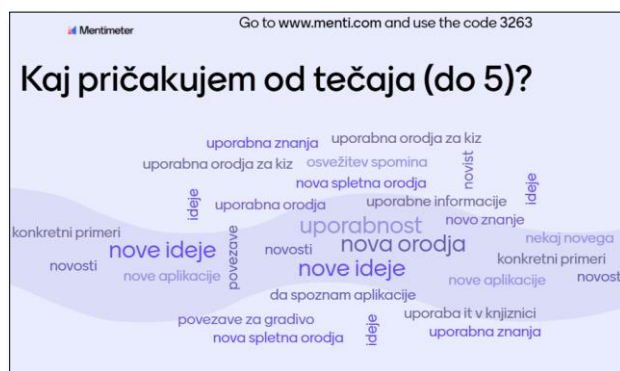 Mentimeter
Go to www.menti.com and use the code 3263
Kaj pričakujem od tečaja (do 5)?
uporabna znanja
uporabna orodja za kiz
uporabna orodja za kiz
osvežitev spomina
novist
nova spletna orodja
ideje
uporabna orodja
uporabne informacije
ideje
konkretni primeri
uporabnost
novo znanje
nove ideje
povezave
novosti
nova orodja
nekaj novega
novosti
nove aplikacije
nove ideje
konkretni primeri
nove aplikacije
novost
da spoznam aplikacije
povezave za gradivo
ideje
uporaba it v knjiznici
nova spletna orodja
uporabna znanja